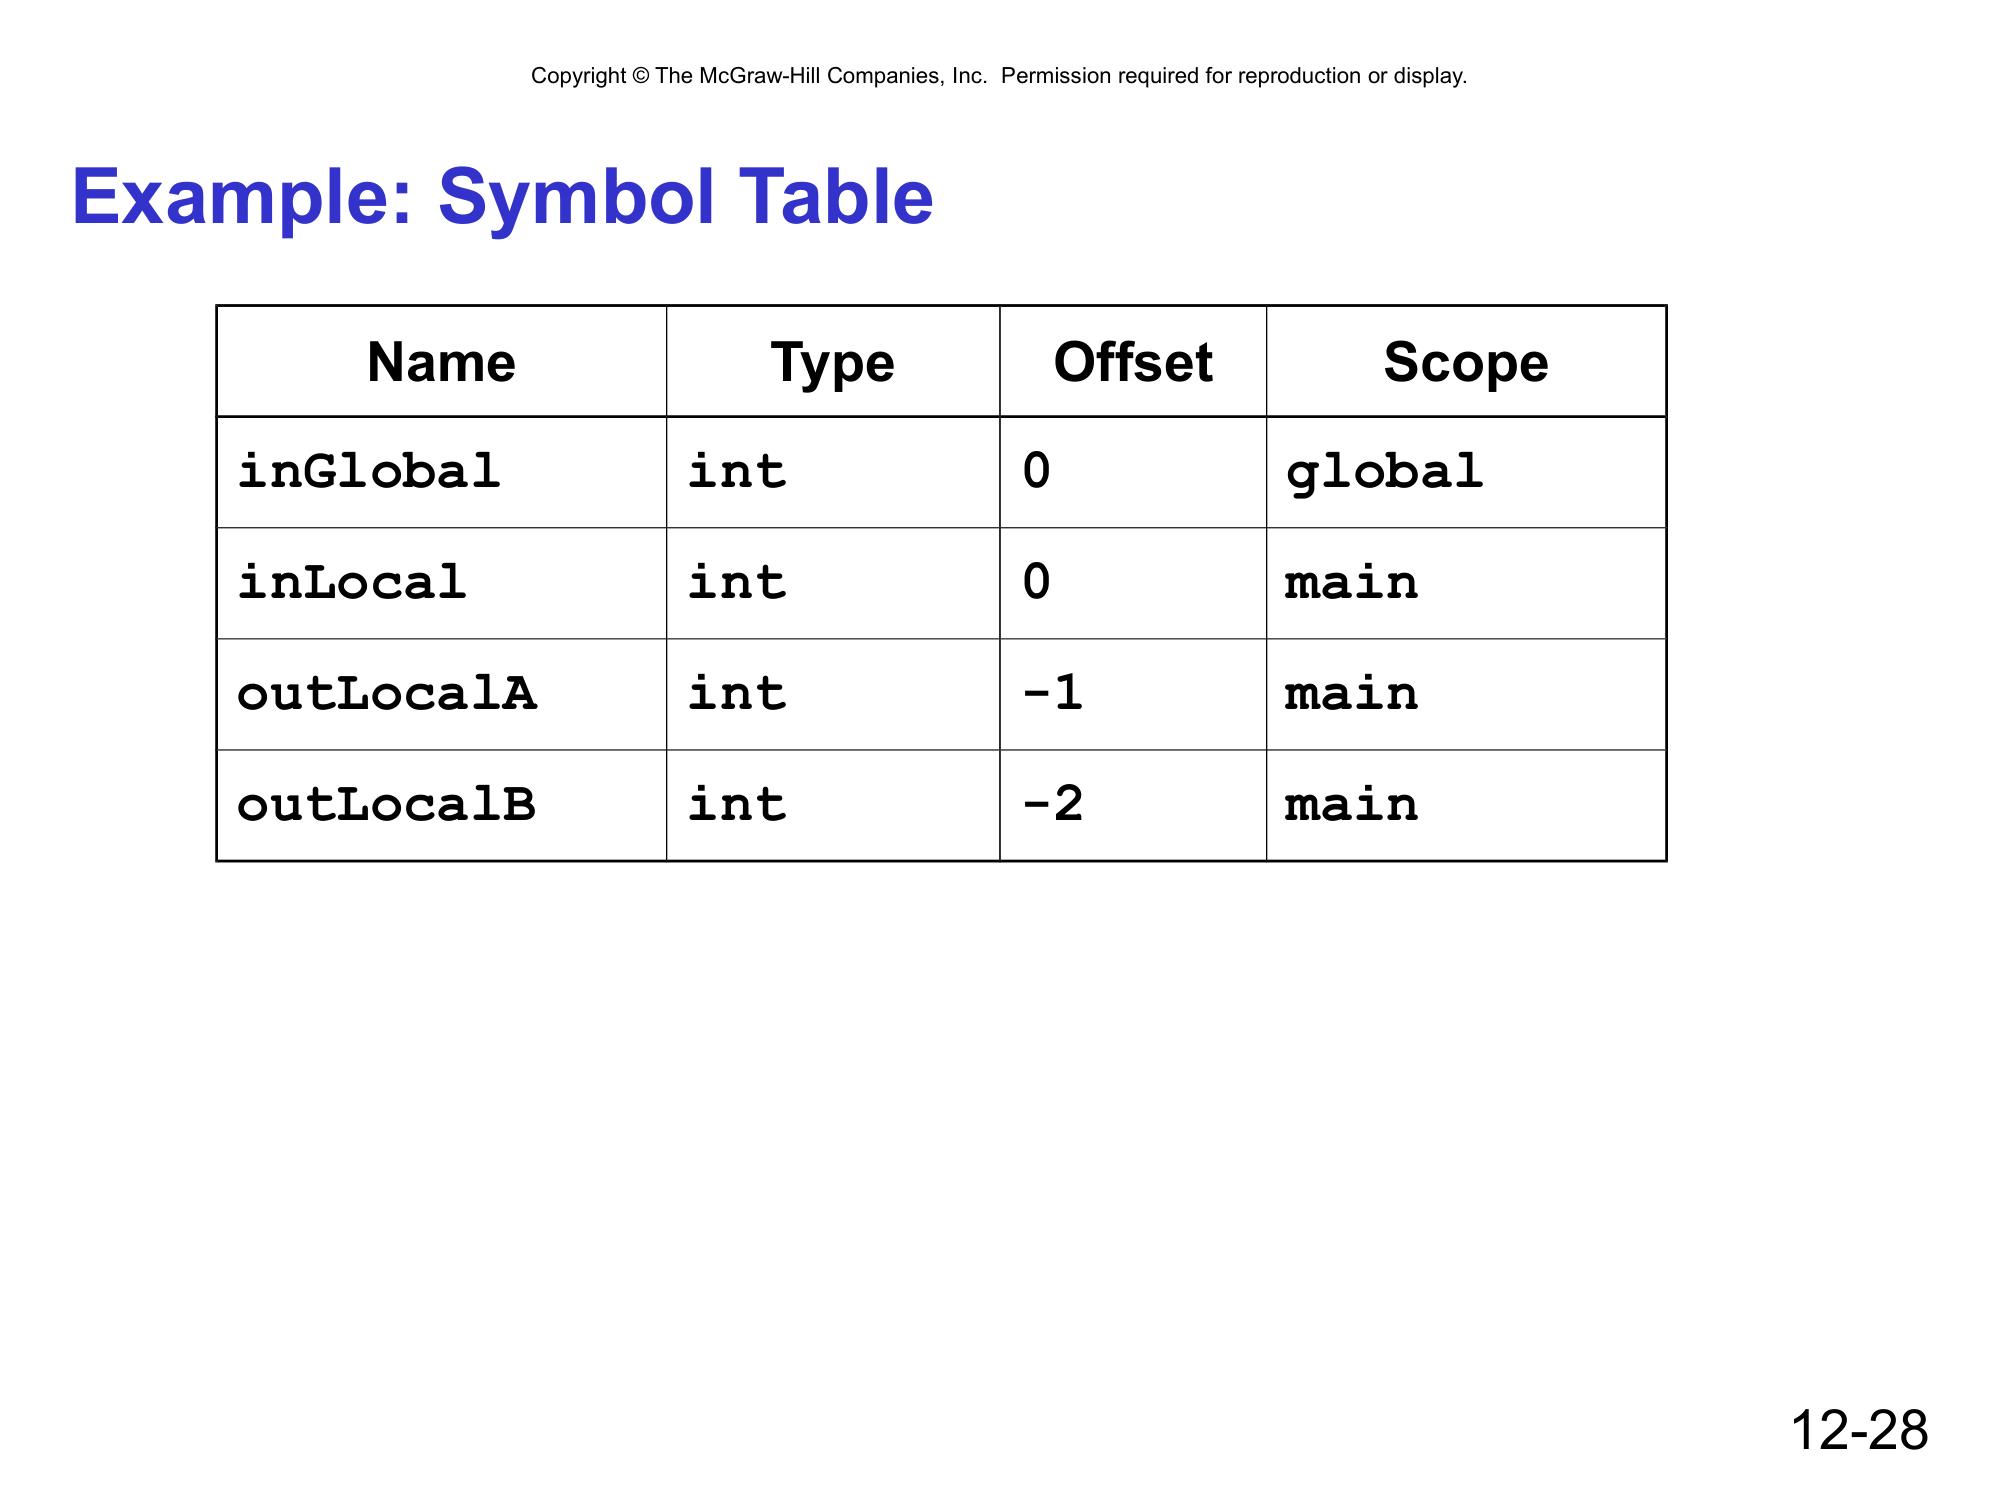 Copyright © The McGraw-Hill Companies, Inc.  Permission required for reproduction or display.
Example: Symbol Table
Name Type Offset Scope
inGlobal int 0 global
inLocal int 0 main
outLocalA int -1 main
outLocalB int -2 main
12-28